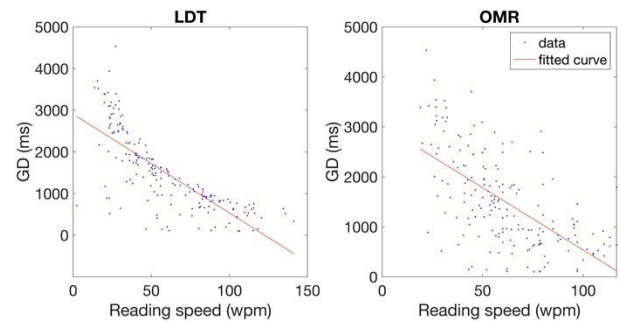 LDT
5000
4000
3000
2000
1000
0
GD (ms)
0 50 100 150
Reading speed (wpm)
OMR
data
fitted curve
5000
4000
3000
2000
1000
0
GD (ms)
0 50 100
Reading speed (wpm)